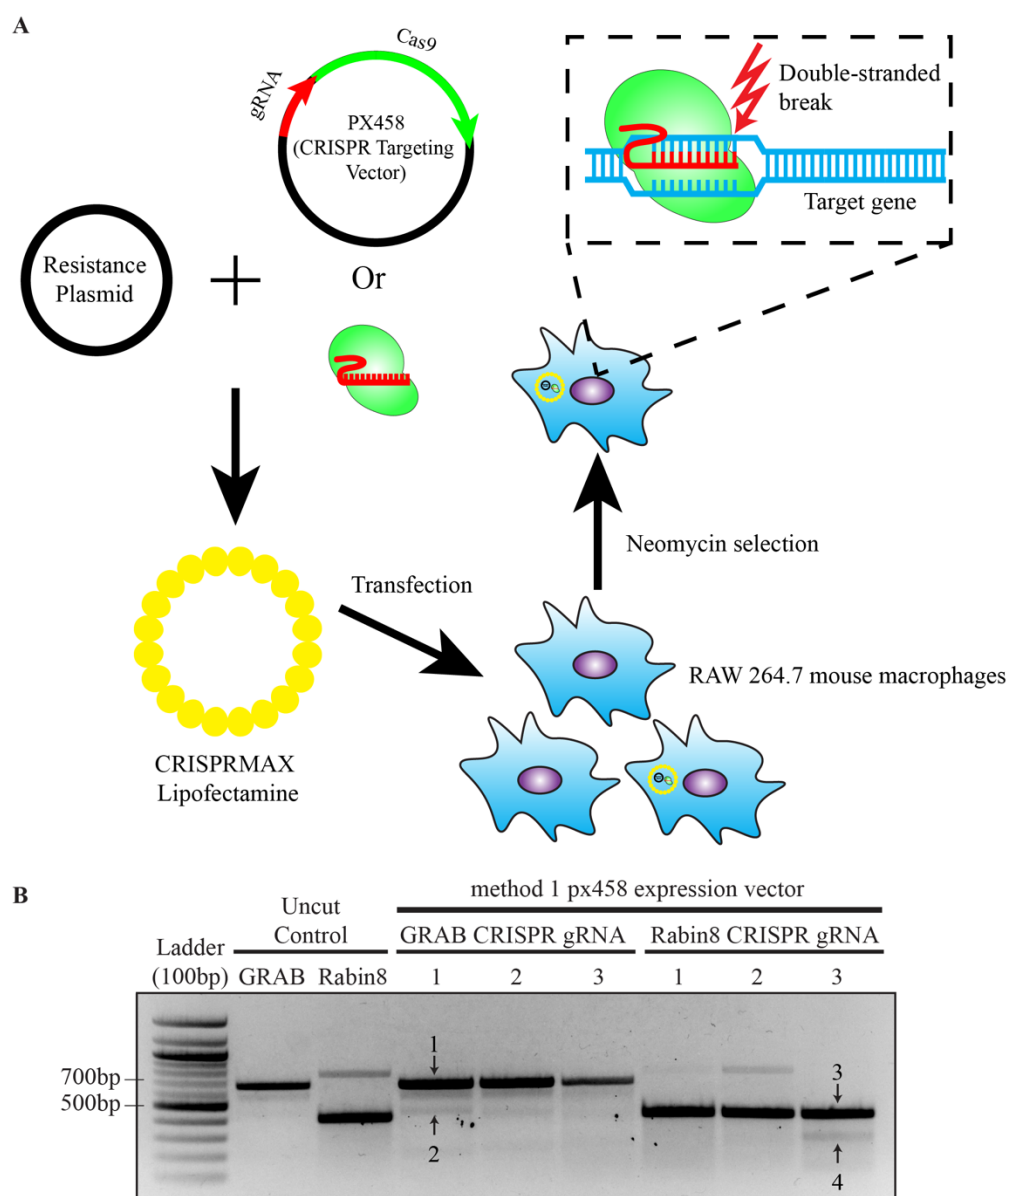 A
gRNA
Cas9
PX458
(CRISPR Targeting
Vector)
Double-stranded
break
Target gene
Resistance
Plasmid
Or
Neomycin selection
Transfection
RAW 264.7 mouse macrophages
CRISPRMAX
Lipofectamine
B
method 1 px458 expression vector
Uncut
Control
GRAB CRISPR gRNA
Rabin8 CRISPR gRNA
Ladder
(100bp)
GRAB
Rabin8
1
2
3
1
2
3
700bp
500bp
1
2
3
4